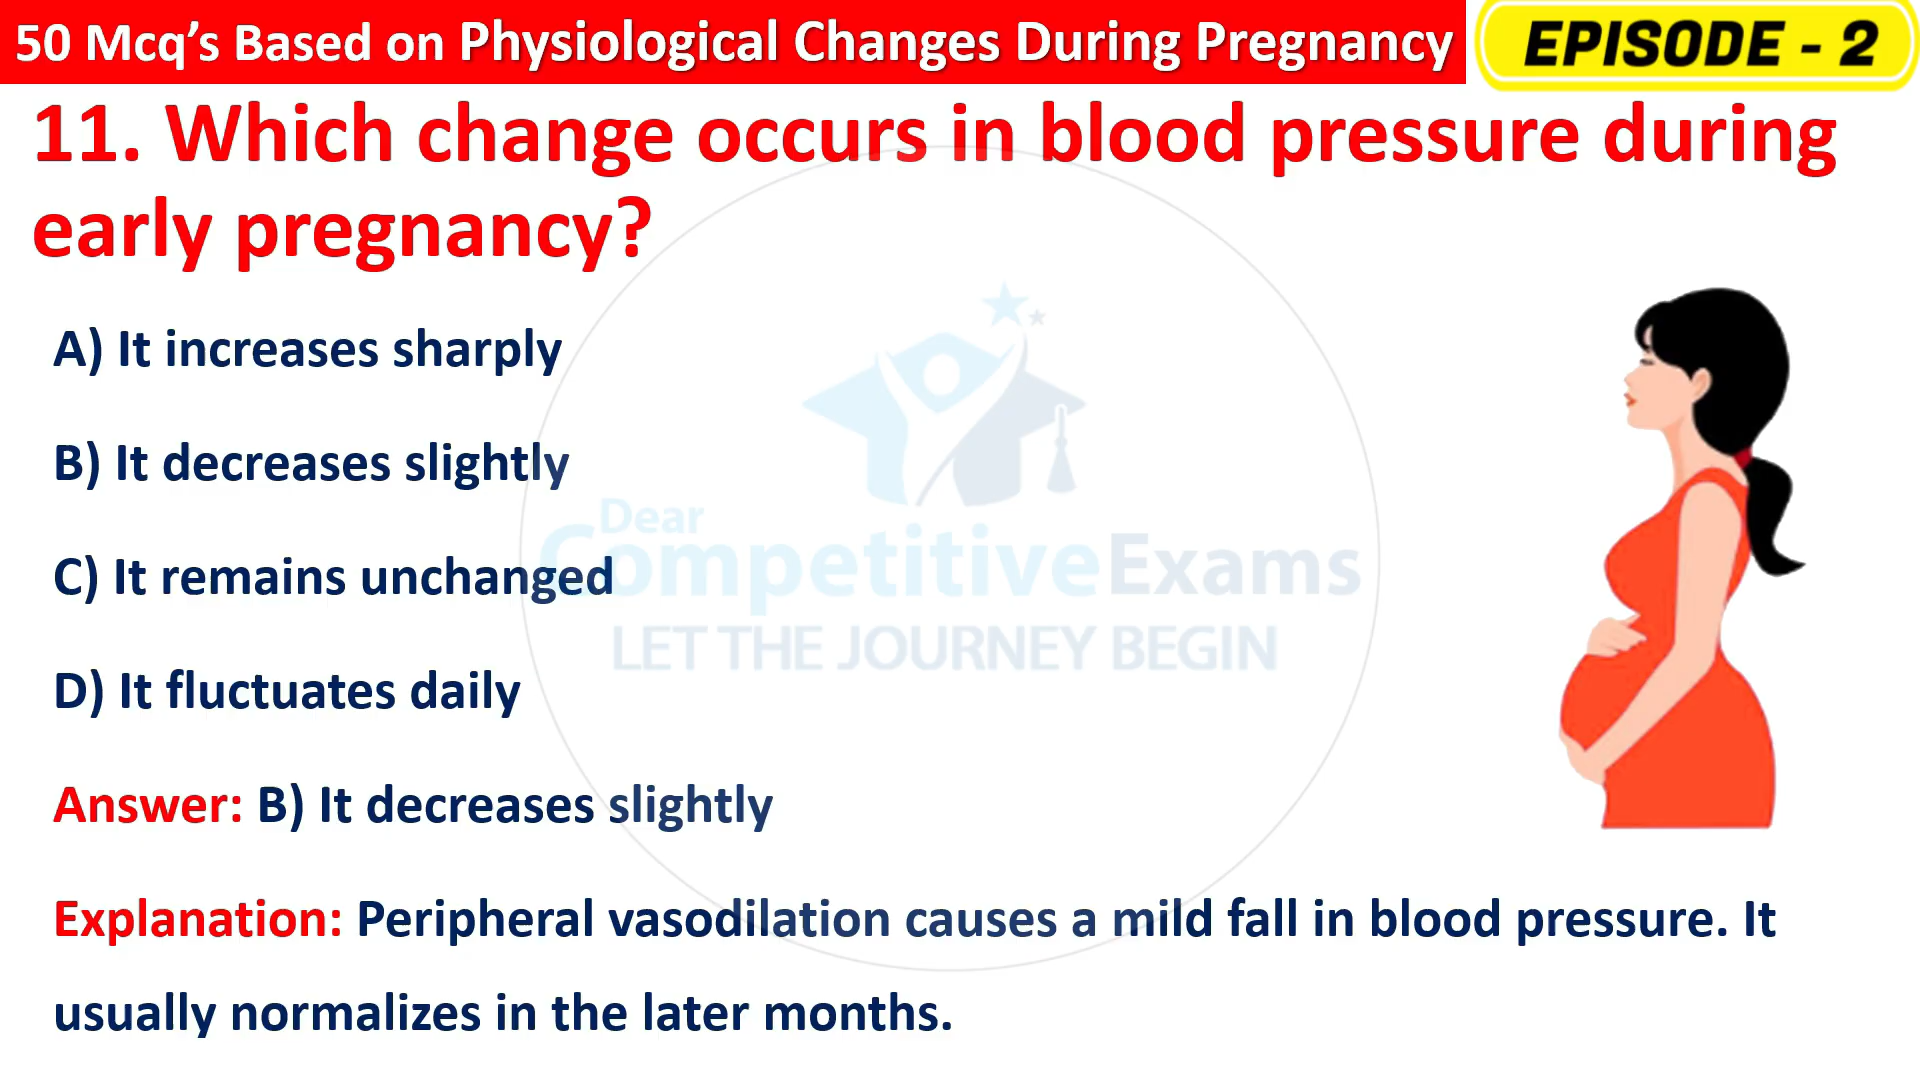 50 Mcq’s Based on Physiological Changes During Pregnancy
EPISODE - 2
11. Which change occurs in blood pressure during
early pregnancy?
A) It increases sharply
B) It decreases slightly
C) It remains unchanged
D) It fluctuates daily
Answer: B) It decreases slightly
Explanation: Peripheral vasodilation causes a mild fall in blood pressure. It
usually normalizes in the later months.
Dear
CompetitiveExams
LET THE JOURNEY BEGIN